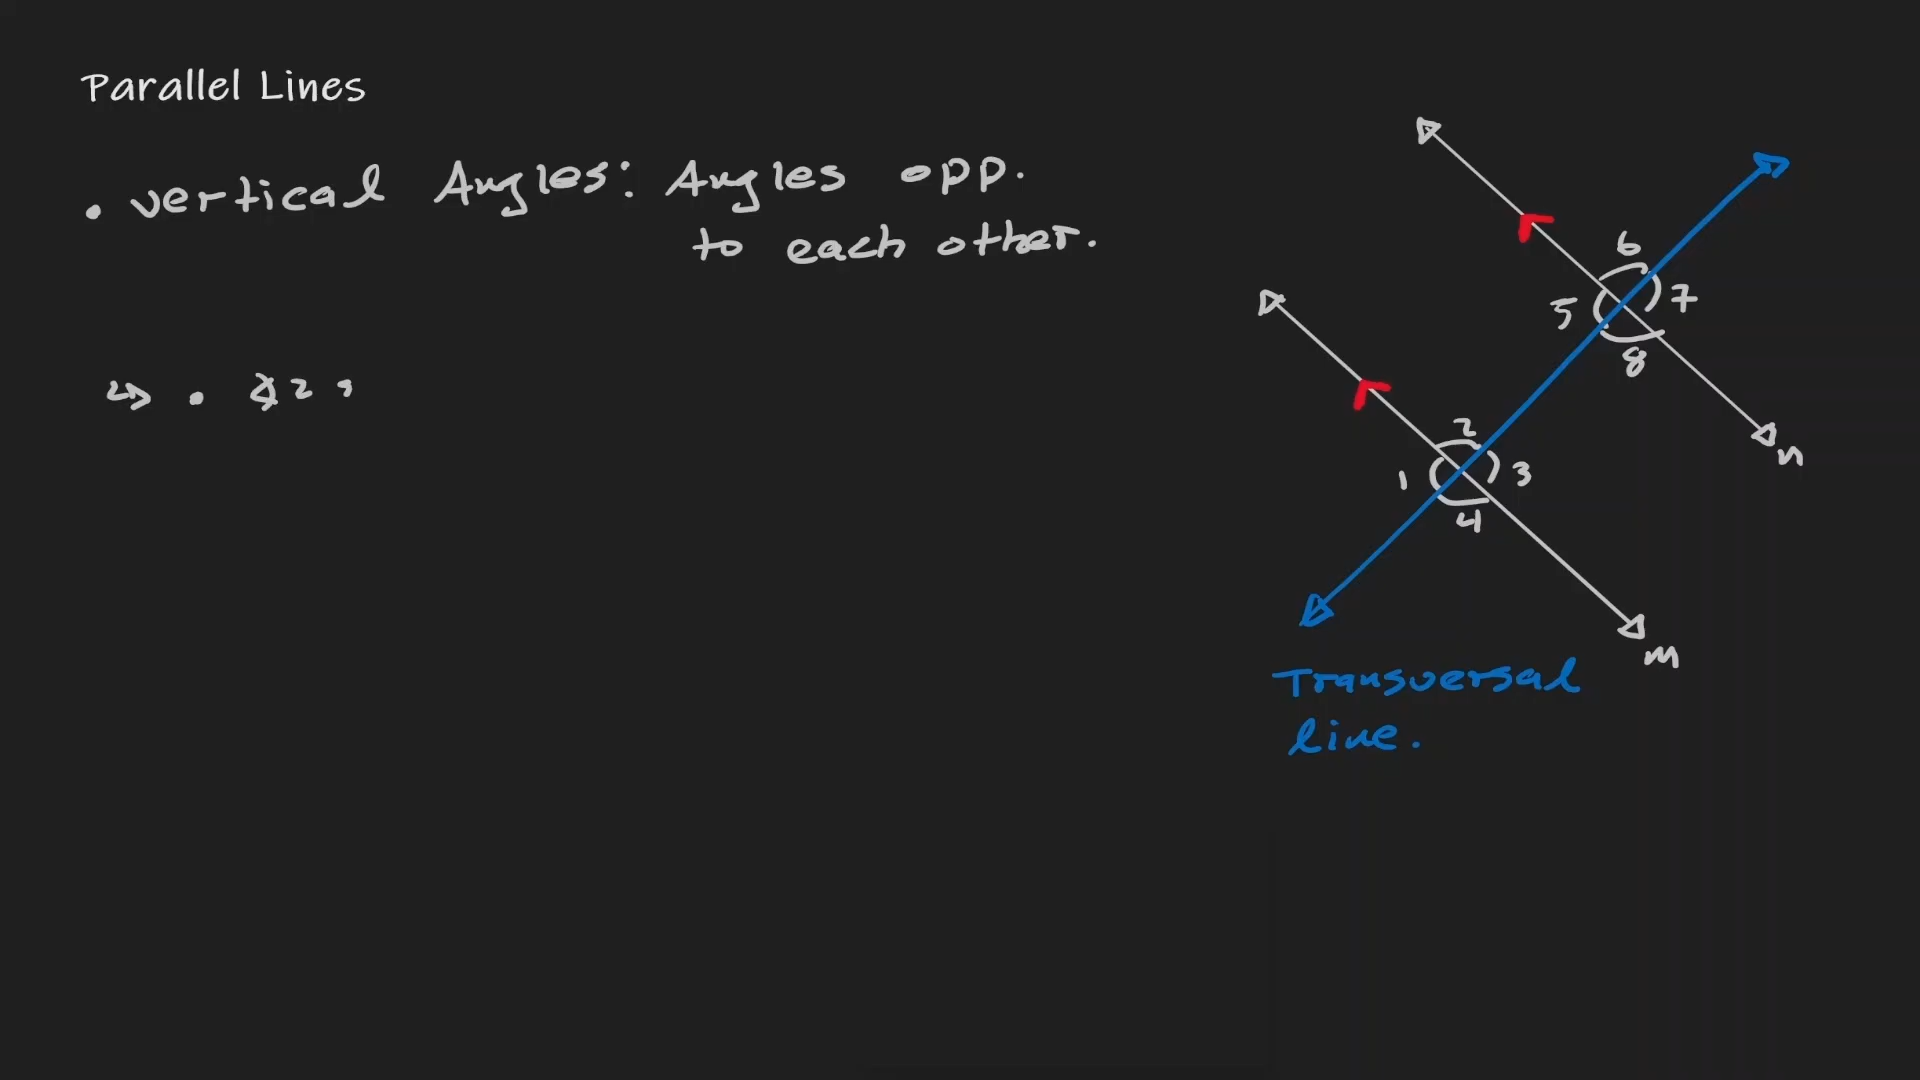 Parallel Lines
. vertical Angles: Angles opp.
to each other.
↳ . ∡2 ,
6
5 7
8
n
2
1 3
4
m
Transversal
line.